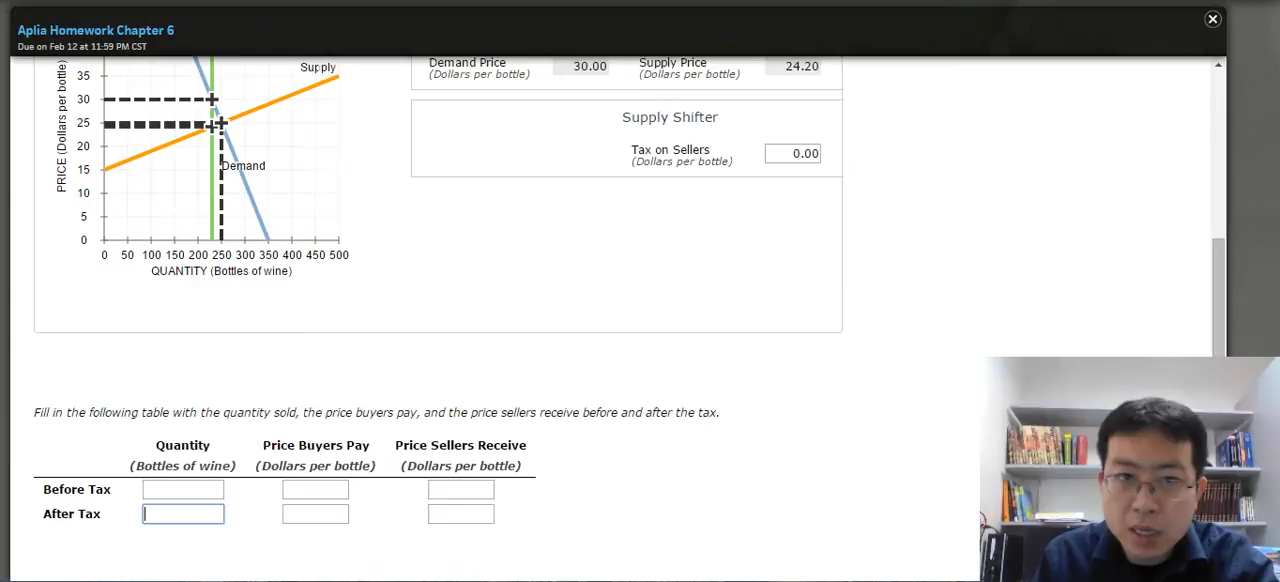 Aplia Homework Chapter 6
Due on Feb 12 at 11:59 PM CST
Demand Price 30.00 Supply Price 24.20
(Dollars per bottle) (Dollars per bottle)
Supply Shifter
Tax on Sellers 0.00
(Dollars per bottle)
PRICE (Dollars per bottle)
35
30
25
20
15
10
5
0
Supply
Demand
0 50 100 150 200 250 300 350 400 450 500
QUANTITY (Bottles of wine)
Fill in the following table with the quantity sold, the price buyers pay, and the price sellers receive before and after the tax.
Quantity Price Buyers Pay Price Sellers Receive
(Bottles of wine) (Dollars per bottle) (Dollars per bottle)
Before Tax
After Tax